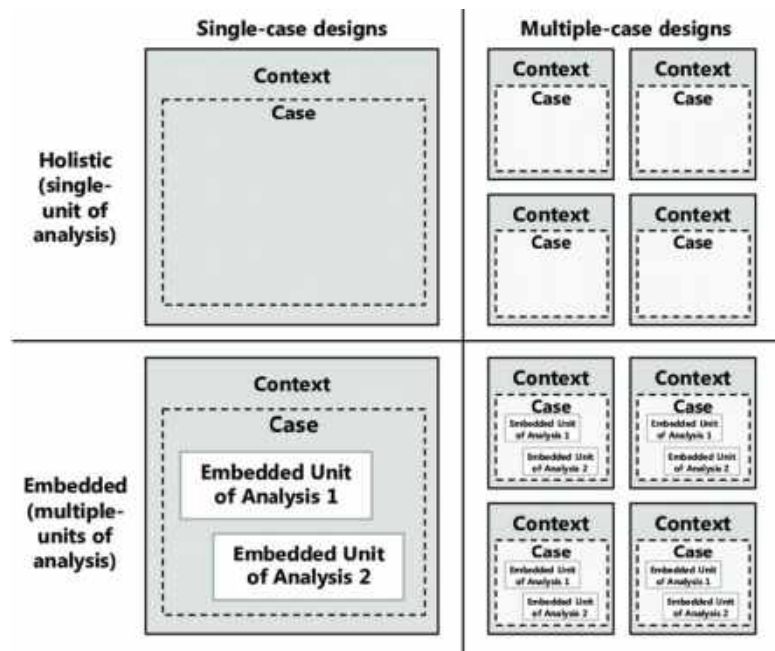 Single-case designs
Multiple-case designs
Holistic
(single-
unit of
analysis)
Context
Case
Context
Case
Context
Case
Context
Case
Context
Case
Embedded
(multiple-
units of
analysis)
Context
Case
Embedded Unit
of Analysis 1
Embedded Unit
of Analysis 2
Context
Case
Embedded Unit
of Analysis 1
Embedded Unit
of Analysis 2
Context
Case
Embedded Unit
of Analysis 1
Embedded Unit
of Analysis 2
Context
Case
Embedded Unit
of Analysis 1
Embedded Unit
of Analysis 2
Context
Case
Embedded Unit
of Analysis 1
Embedded Unit
of Analysis 2